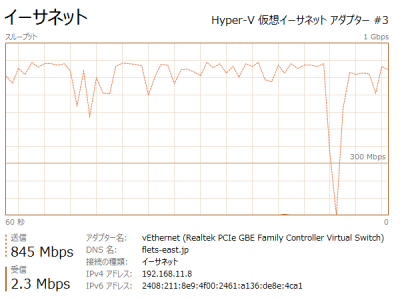 イーサネット
Hyper-V 仮想イーサネット アダプター #3
スループット
1 Gbps
300 Mbps
60 秒
0
送信
845 Mbps
受信
2.3 Mbps
アダプター名:
vEthernet (Realtek PCIe GBE Family Controller Virtual Switch)
DNS 名:
flets-east.jp
接続の種類:
イーサネット
IPv4 アドレス:
192.168.11.8
IPv6 アドレス:
2408:211:8e9:4f00:2461:a136:de8e:4ca1